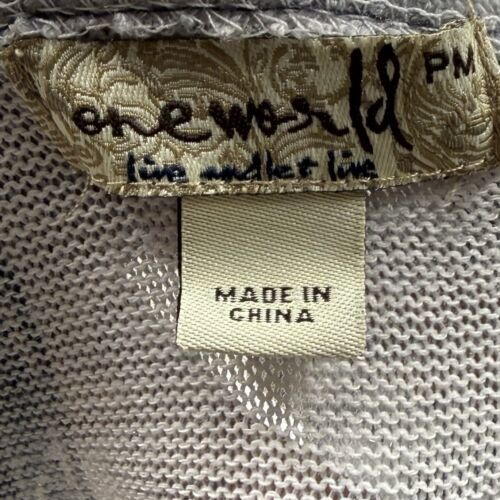 one world PM
live and let live
MADE IN
CHINA